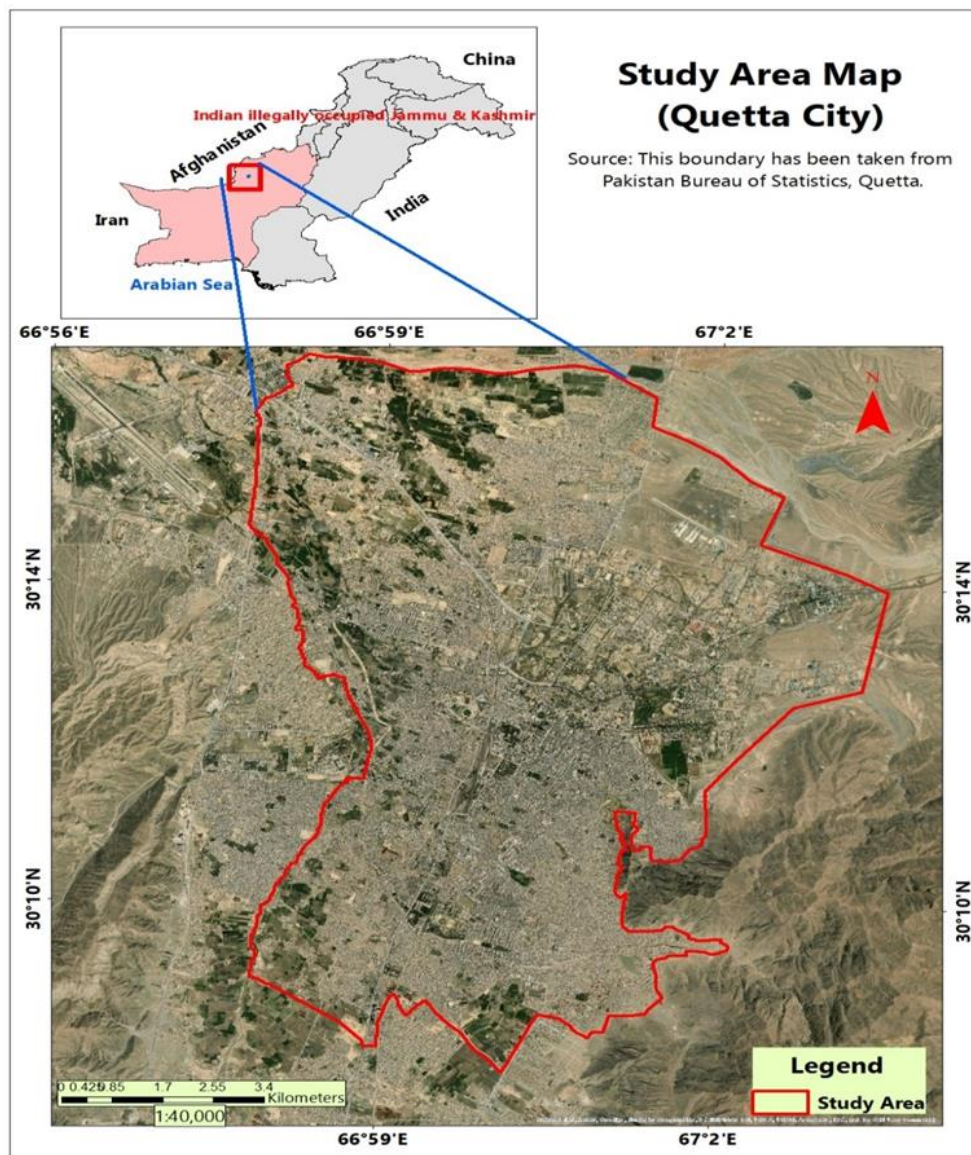 China
Study Area Map
(Quetta City)
Indian illegally occupied Jammu & Kashmir
Source: This boundary has been taken from
Pakistan Bureau of Statistics, Quetta.
Afghanistan
Iran
India
Arabian Sea
66°56'E 66°59'E 67°2'E
N
30°14'N 30°14'N
30°10'N 30°10'N
Legend
Study Area
0 0.425 0.85 1.7 2.55 3.4
Kilometers
1:40,000
66°59'E 67°2'E